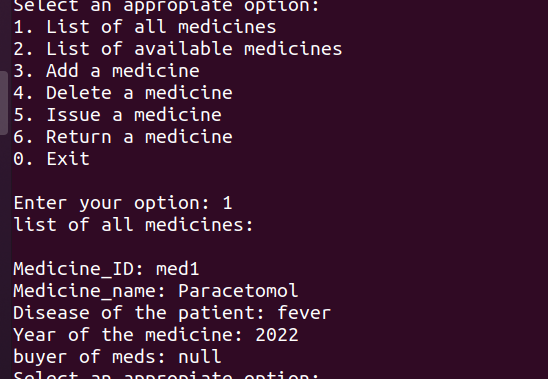 Select an appropiate option:
1. List of all medicines
2. List of available medicines
3. Add a medicine
4. Delete a medicine
5. Issue a medicine
6. Return a medicine
0. Exit
Enter your option: 1
list of all medicines:
Medicine_ID: med1
Medicine_name: Paracetomol
Disease of the patient: fever
Year of the medicine: 2022
buyer of meds: null
Select an appropiate option: